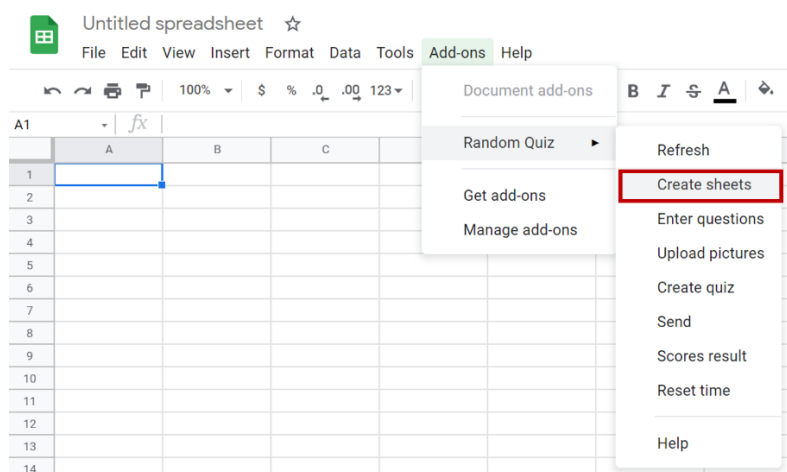 Untitled spreadsheet
File Edit View Insert Format Data Tools Add-ons Help
100% $ % .0 .00 123 B I S A
Document add-ons
A1 fx
Random Quiz
Refresh
A B C
Create sheets
Get add-ons
Enter questions
Manage add-ons
Upload pictures
Create quiz
Send
Scores result
Reset time
Help
1
2
3
4
5
6
7
8
9
10
11
12
13
14